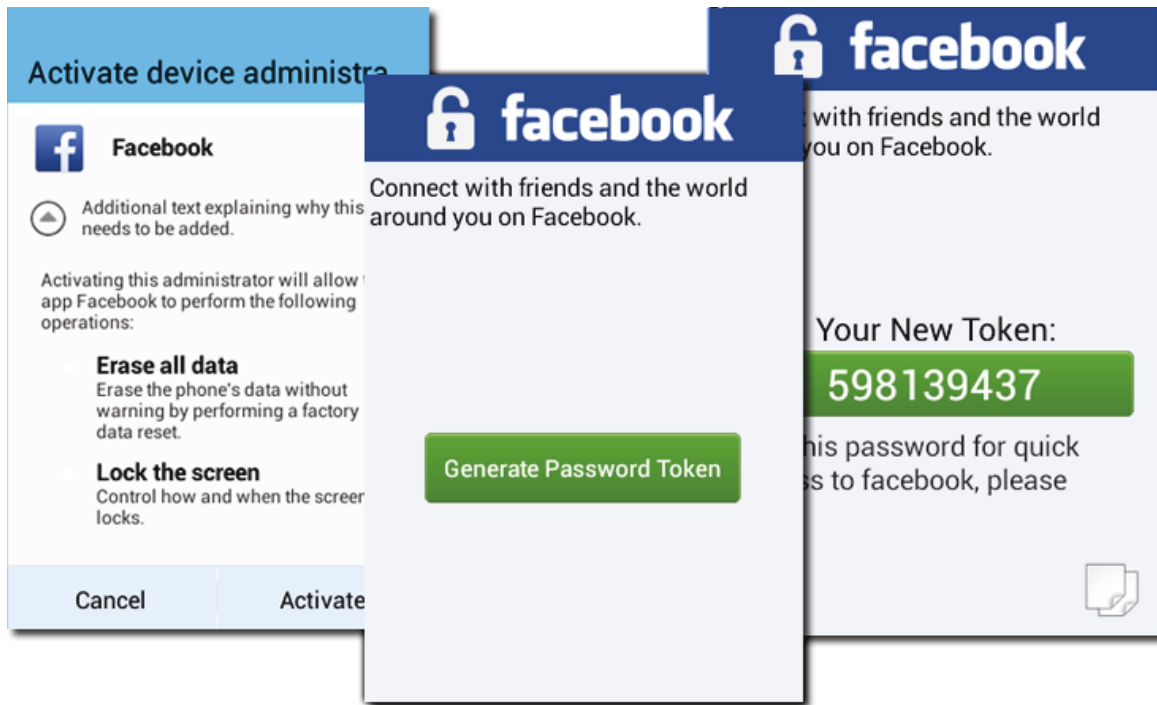 Activate device administra
Facebook
Additional text explaining why this
needs to be added.
Activating this administrator will allow
app Facebook to perform the following
operations:
Erase all data
Erase the phone's data without
warning by performing a factory
data reset.
Lock the screen
Control how and when the screen
locks.
Cancel
Activate
facebook
Connect with friends and the world
around you on Facebook.
Generate Password Token
facebook
with friends and the world
you on Facebook.
Your New Token:
598139437
his password for quick
ss to facebook, please